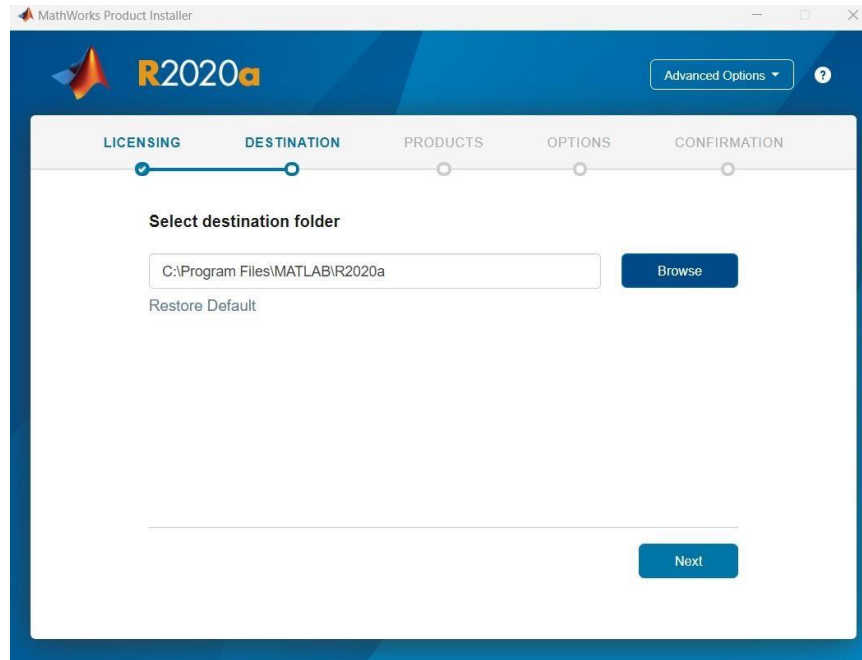 MathWorks Product Installer
R2020a
Advanced Options
?
LICENSING DESTINATION PRODUCTS OPTIONS CONFIRMATION
Select destination folder
C:\Program Files\MATLAB\R2020a
Browse
Restore Default
Next